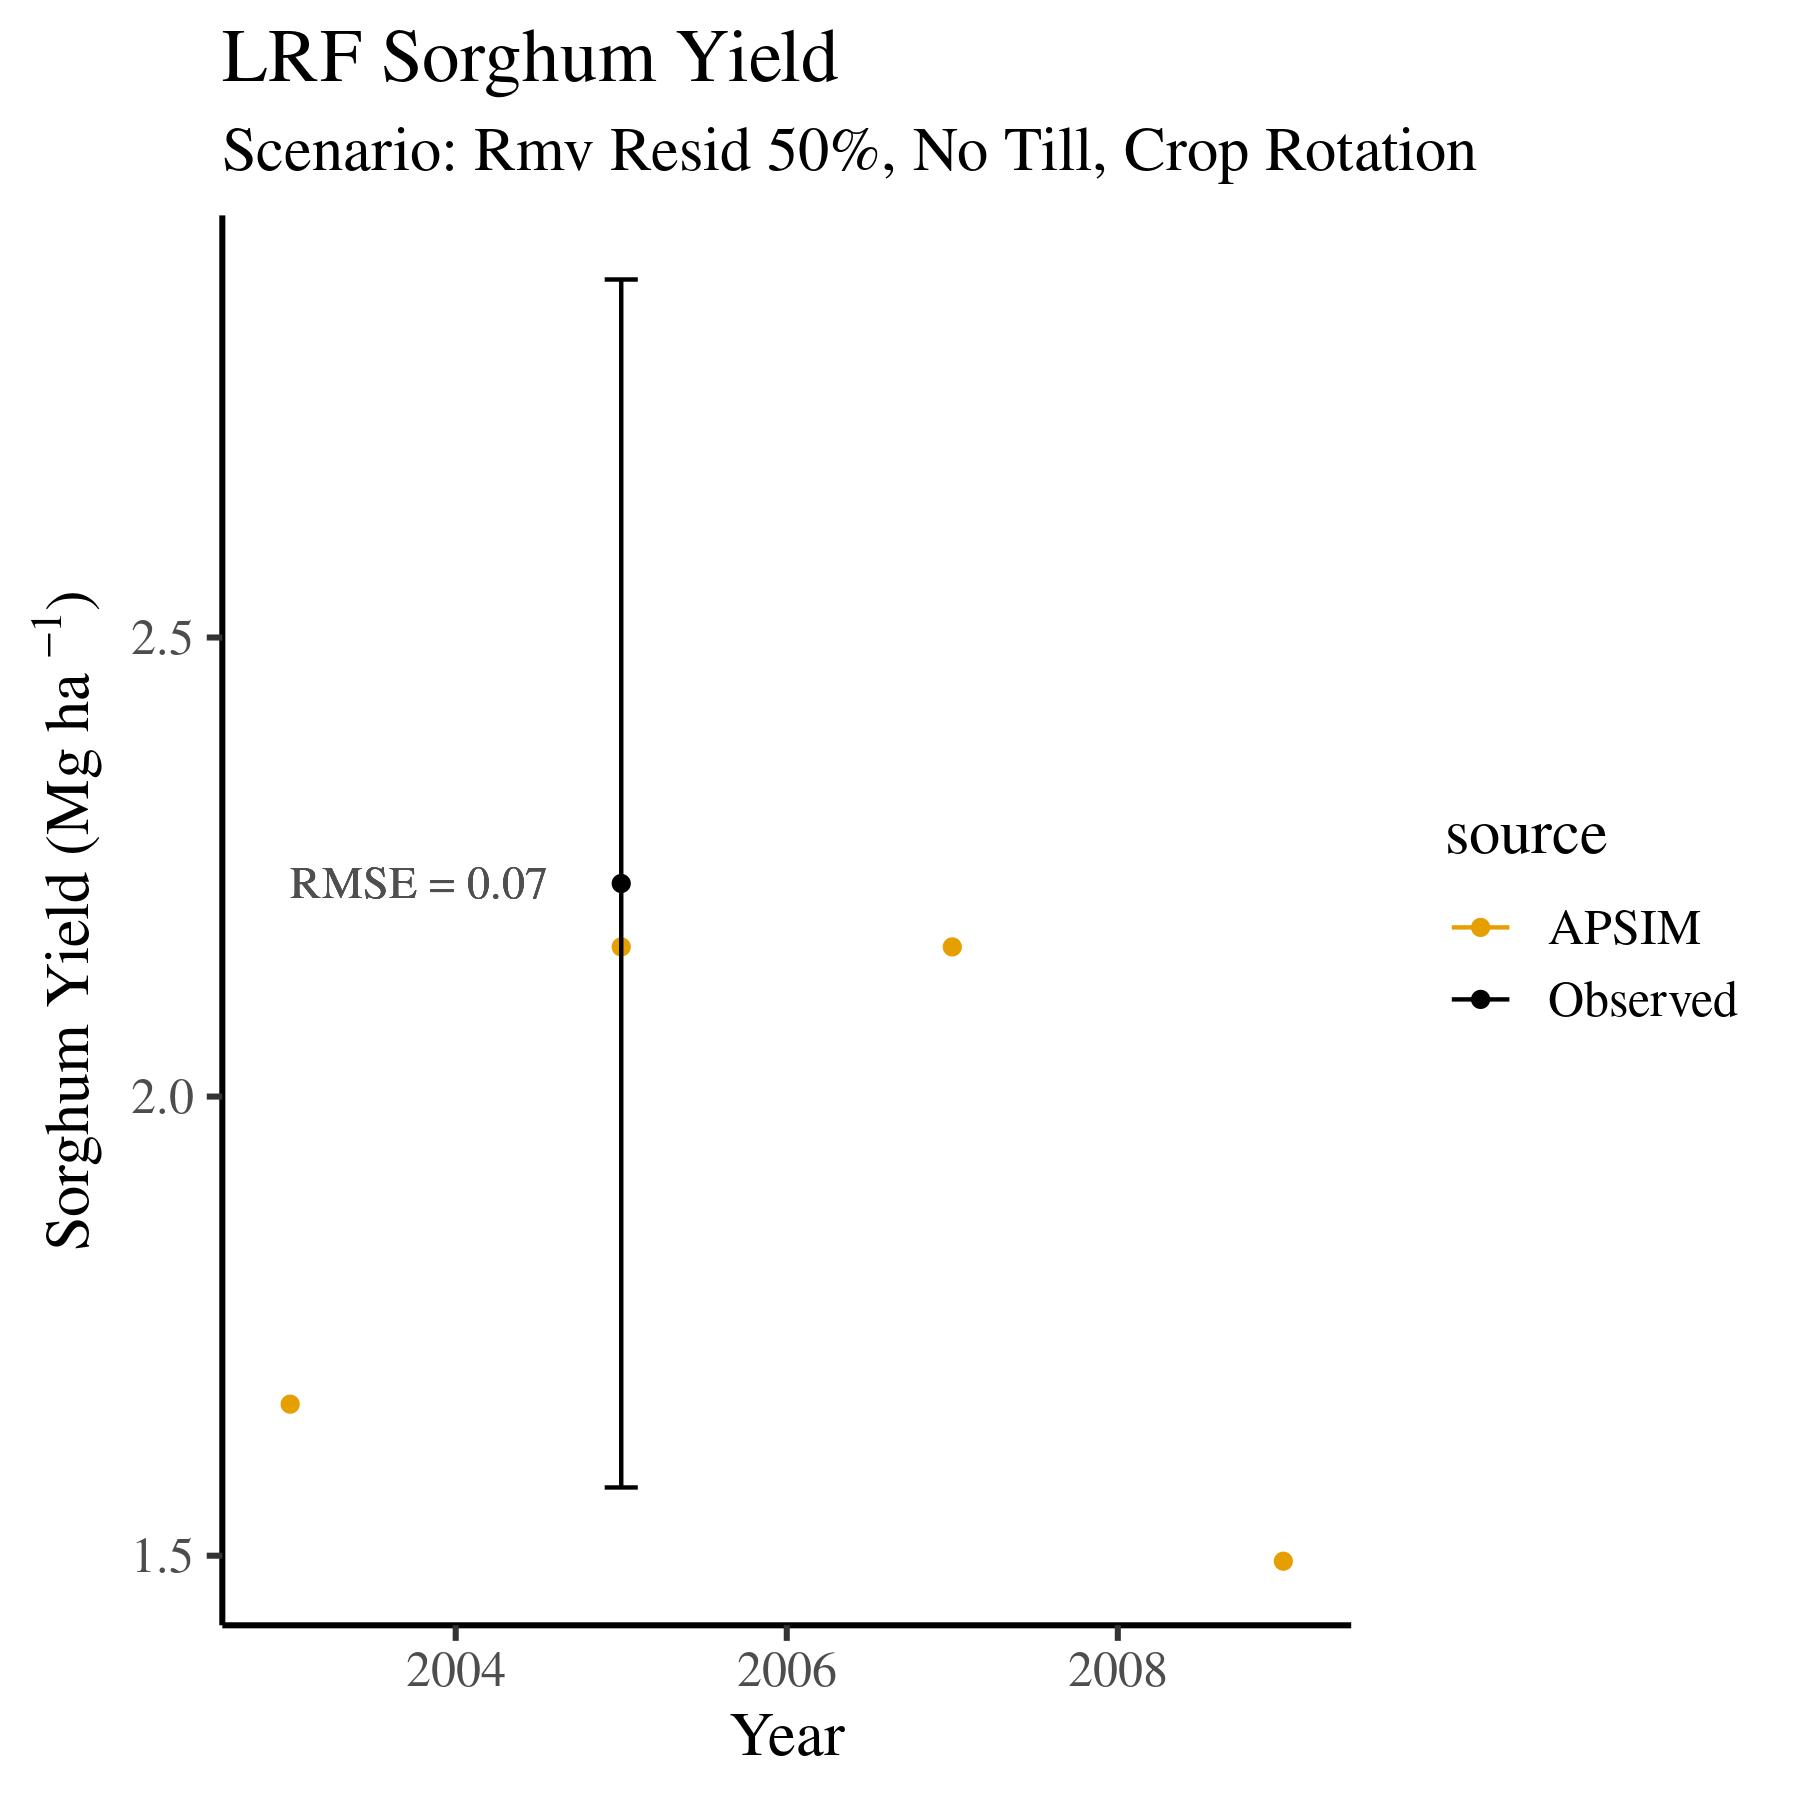 LRF Sorghum Yield
Scenario: Rmv Resid 50%, No Till, Crop Rotation
Sorghum Yield (Mg ha −1)
2.5
2.0
1.5
RMSE = 0.07
2004 2006 2008
Year
source
APSIM
Observed